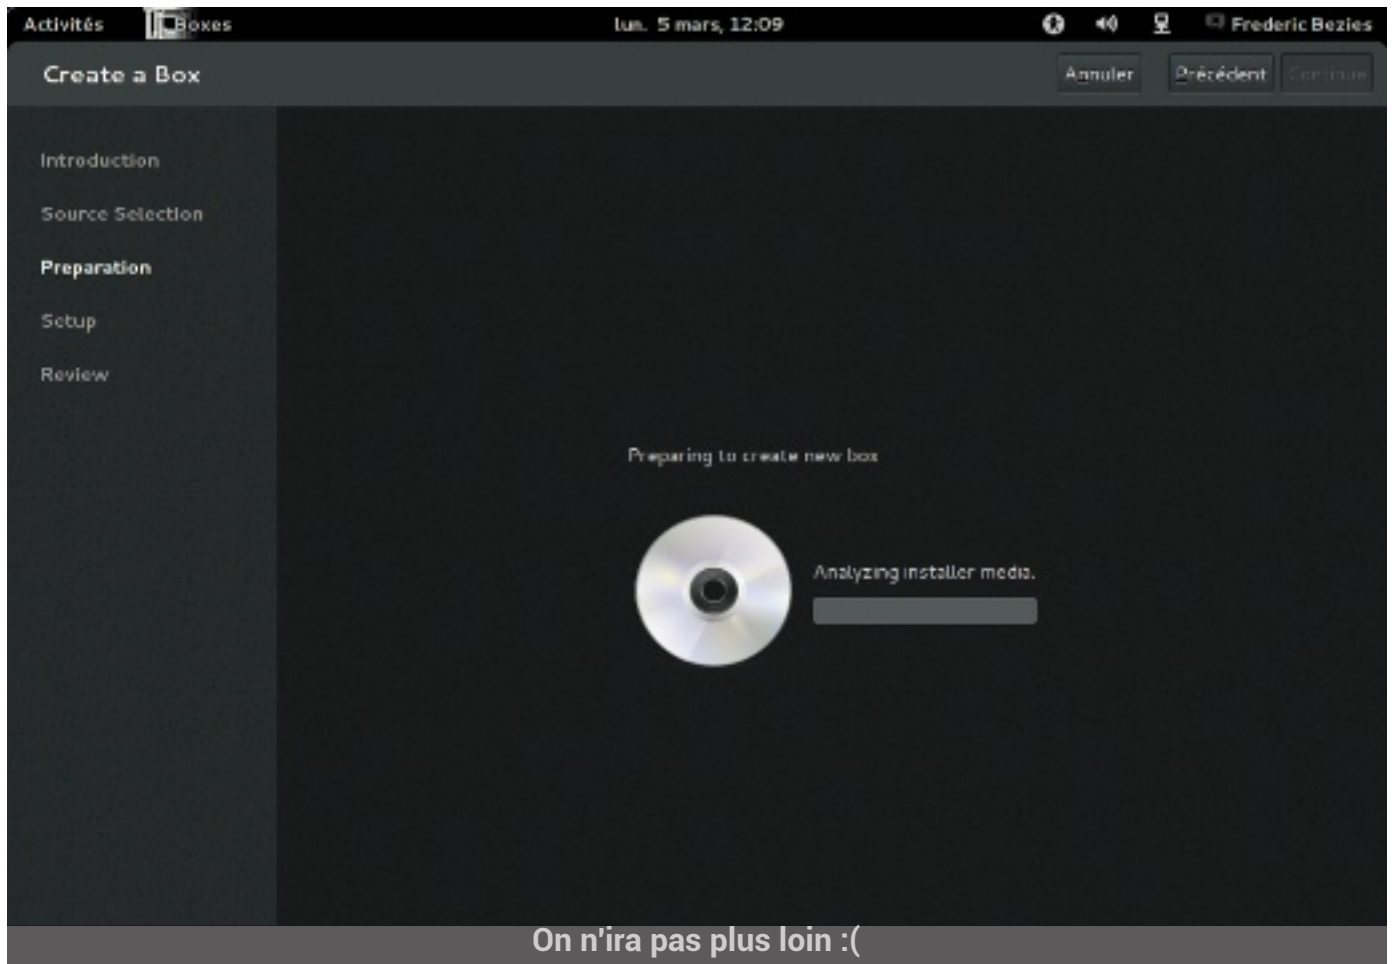 Activités Boxes lun. 5 mars, 12:09 Frederic Bezies
Create a Box Annuler Précédent Continue
Introduction
Source Selection
Preparation
Setup
Review
Preparing to create new box
Analyzing installer media.
On n'ira pas plus loin :(